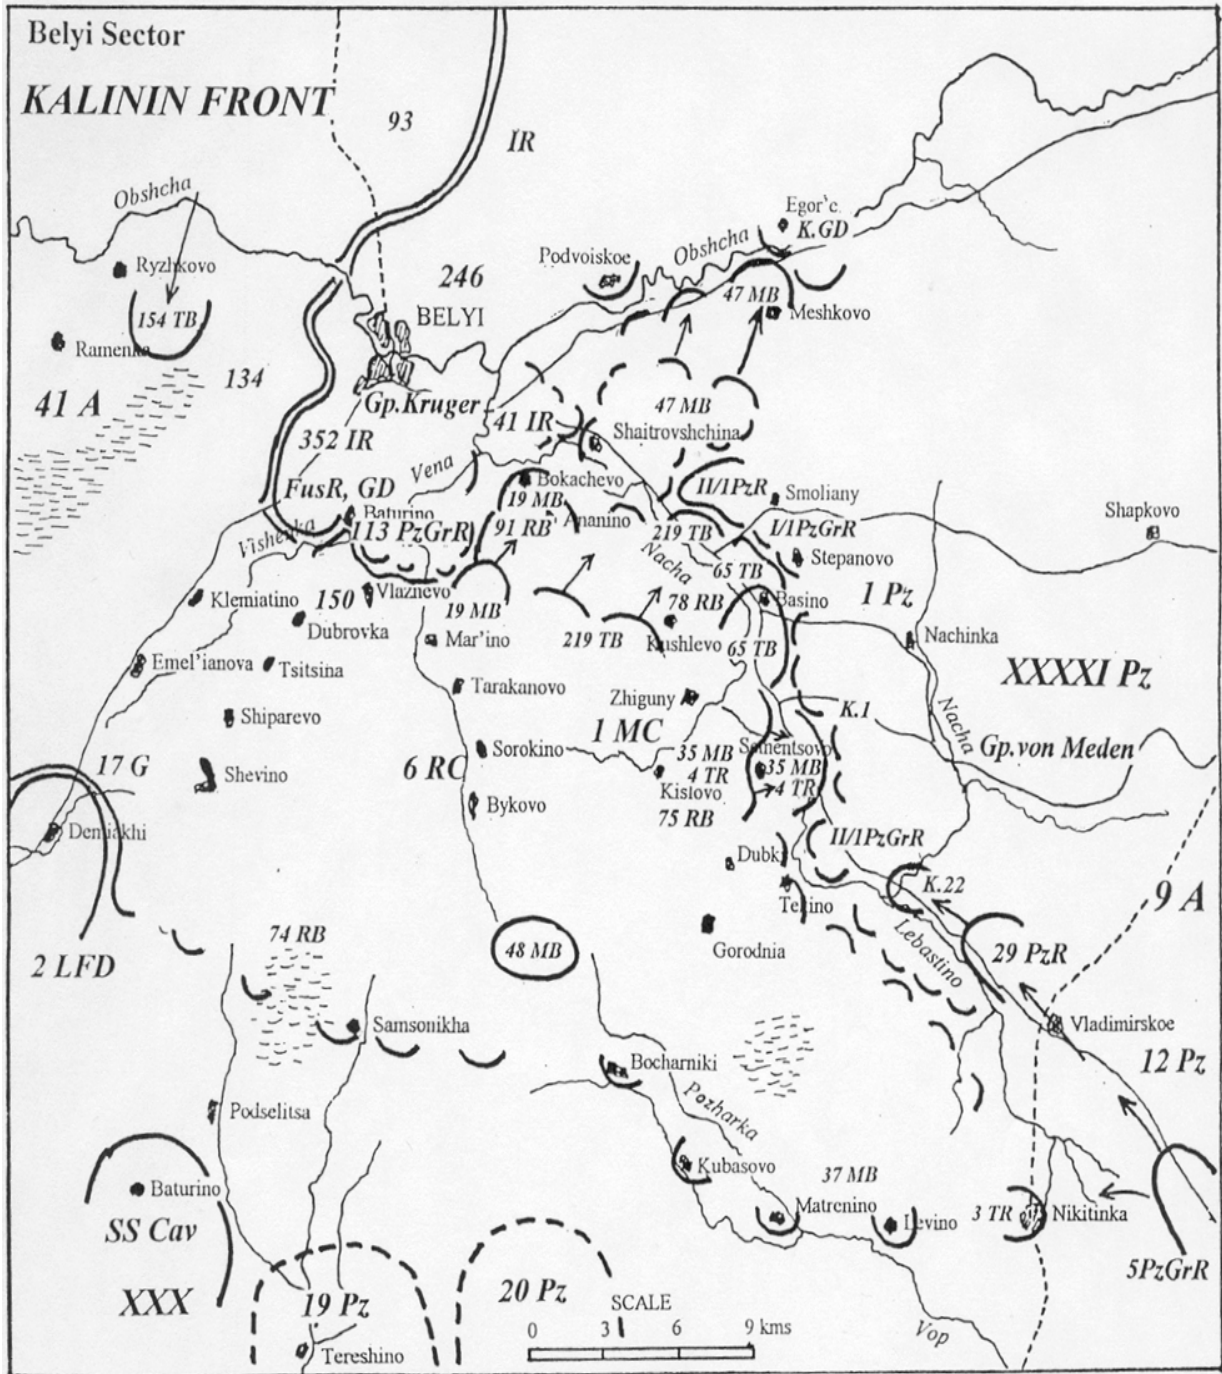 Belyi Sector
KALININ FRONT
93
IR
Obshcha
Egor'c.
K.GD
Ryzhkovo
Podvoiskoe
Obshcha
246
BELYI
154 TB
47 MB
Meshkovo
Ramenka
134
41 A
Gp.Kruger
41 IR
47 MB
Shaitrovshchina
352 IR
Vena
FusR, GD
Bokachevo
II/1PzR
Smoliany
Baturino
19 MB
Ananino
I/1PzGrR
Shapkovo
113 PzGrR
91 RB
219 TB
Stepanovo
Nacha
65 TB
1 Pz
Klemiatino
150
Vlaznevo
19 MB
78 RB
Basino
Dubrovka
Mar'ino
219 TB
Kushlevo
65 TB
Nachinka
Emel'ianova
Tsitsina
XXXXI Pz
Tarakanovo
Zhiguny
K.1
Nacha
Shiparevo
1 MC
Gp.von Meden
17 G
Shevino
6 RC
Sorokino
35 MB
Sementsovo
4 TR
35 MB
Kislovo
4 TR
Bykovo
75 RB
Demiakhi
II/1PzGrR
Dubki
K.22
9 A
Tekino
74 RB
Gorodnia
Lebastino
2 LFD
48 MB
29 PzR
Samsonikha
Vladimirskoe
Bocharniki
12 Pz
Podselitsa
Pozharka
Kubasovo
37 MB
Baturino
Matrenino
Levino
3 TR
Nikitinka
SS Cav
5PzGrR
XXX
19 Pz
20 Pz
SCALE
0 3 6 9 kms
Vop
Tereshino